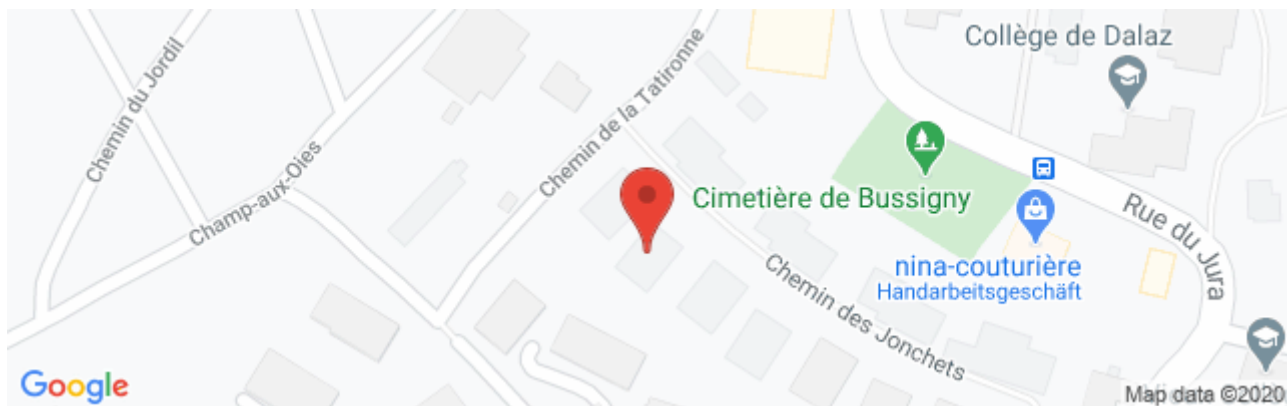 Collège de Dalaz
Chemin du Jordil
Chemin de la Tatironne
Champ-aux-Oies
Cimetière de Bussigny
Rue du Jura
nina-couturière
Handarbeitsgeschäft
Chemin des Jonchets
Google
Map data ©2020